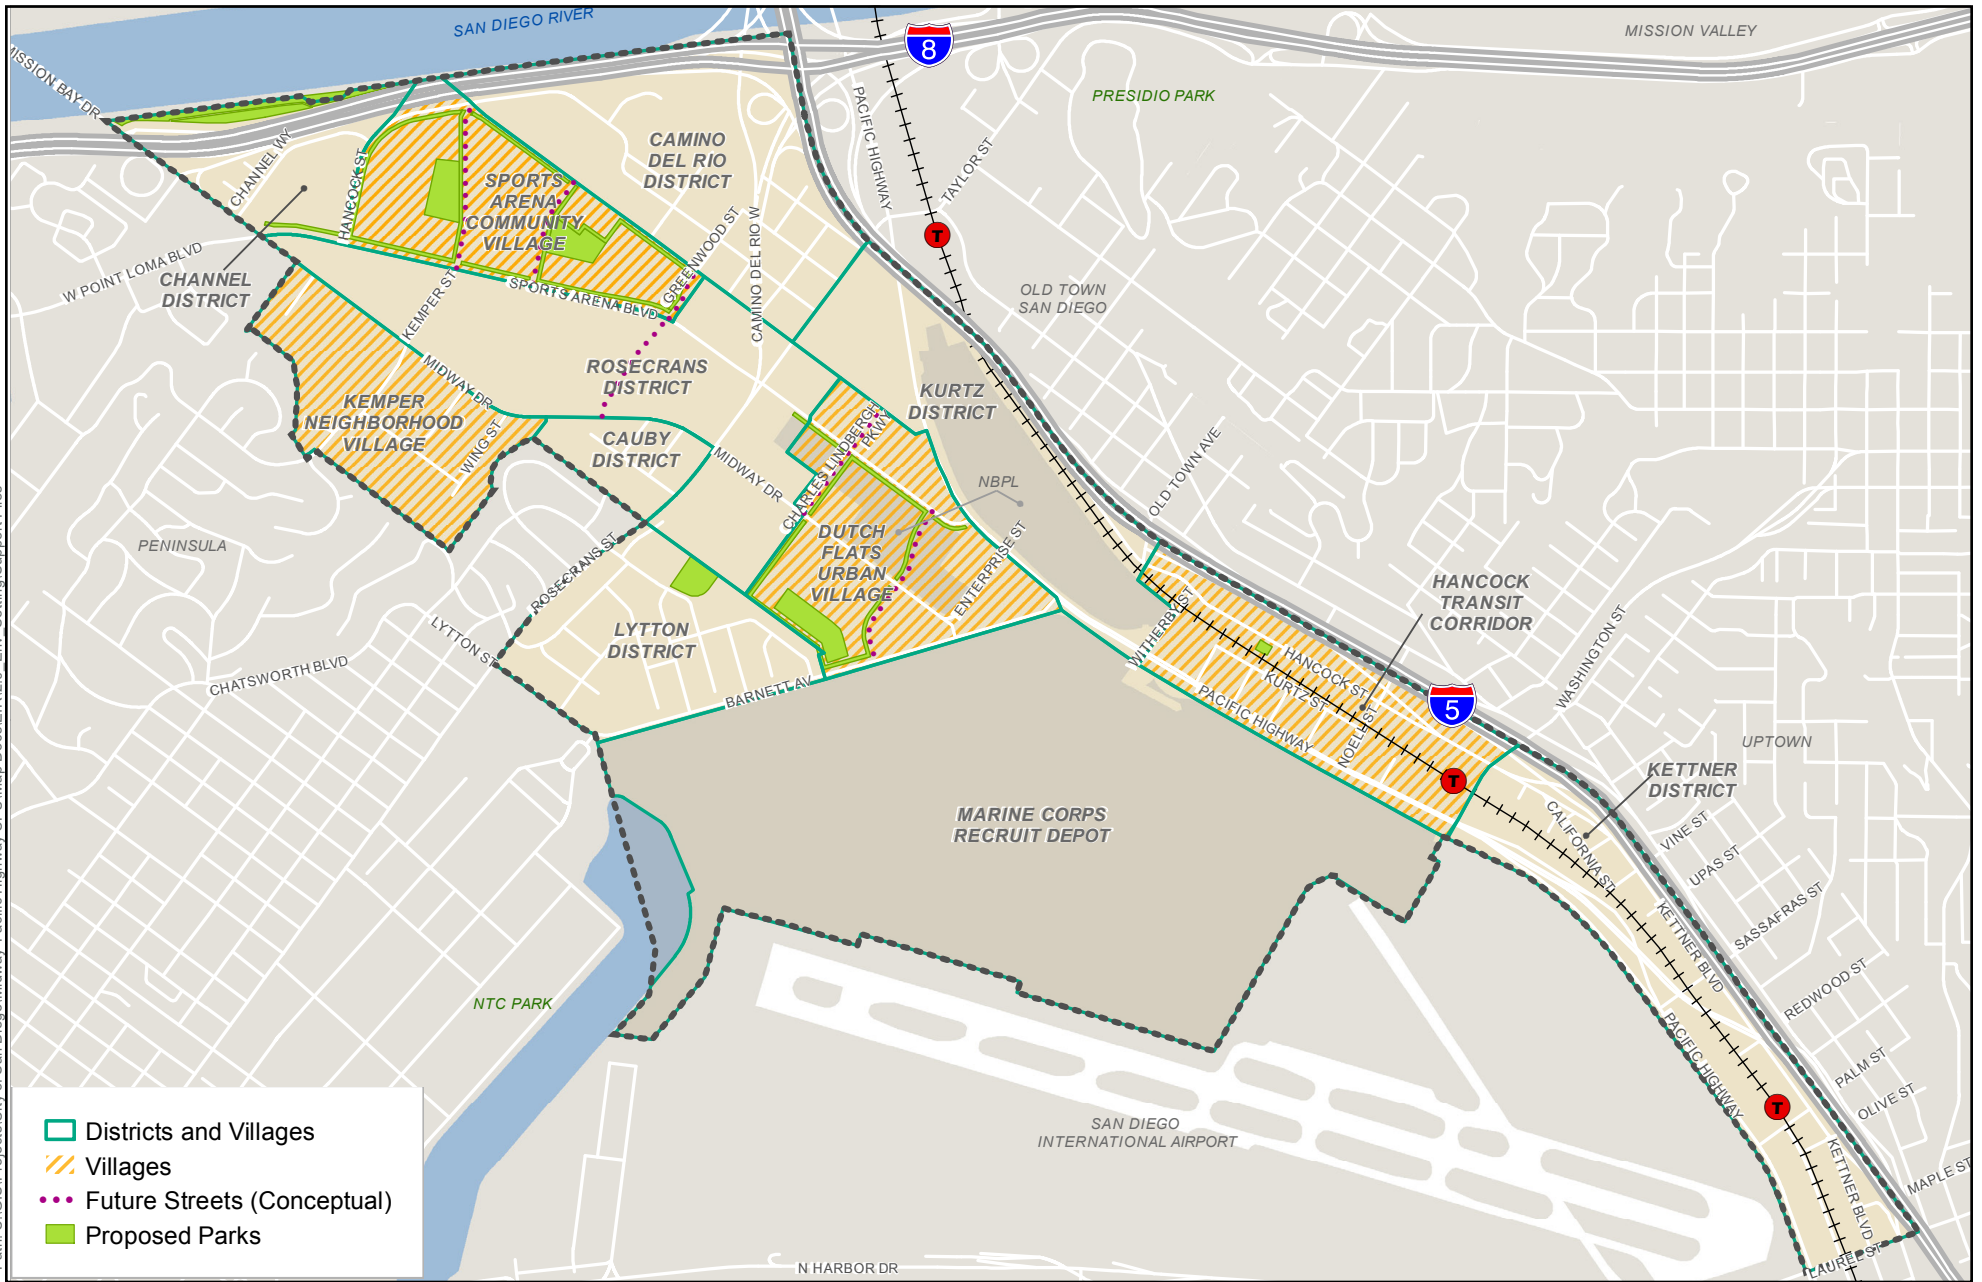 SAN DIEGO RIVER
MISSION BAY DR
8
MISSION VALLEY
PRESIDIO PARK
PACIFIC HIGHWAY
TAYLOR ST
T
CHANNEL WY
HANCOCK ST
CAMINO
DEL RIO
DISTRICT
SPORTS
ARENA
COMMUNITY
VILLAGE
GREENWOOD ST
CAMINO DEL RIO W
W POINT LOMA BLVD
CHANNEL
DISTRICT
KEMPER ST
SPORTS ARENA BLVD
OLD TOWN
SAN DIEGO
ROSECRANS
DISTRICT
MIDWAY DR
KEMPER
NEIGHBORHOOD
VILLAGE
WING ST
KURTZ
DISTRICT
CHARLES LINDBERGH
PKWY
CAUBY
DISTRICT
MIDWAY DR
NBPL
OLD TOWN AVE
DUTCH
FLATS
URBAN
VILLAGE
ENTERPRISE ST
PENINSULA
ROSECRANS ST
LYTTON ST
LYTTON
DISTRICT
CHATSWORTH BLVD
BARNETT AV
WITHERBY ST
HANCOCK
TRANSIT
CORRIDOR
WASHINGTON ST
HANCOCK ST
KURTZ ST
PACIFIC HIGHWAY
NOELL ST
5
UPTOWN
T
KETTNER
DISTRICT
MARINE CORPS
RECRUIT DEPOT
CALIFORNIA ST
VINE ST
UPAS ST
SASSAFRAS ST
KETTNER BLVD
REDWOOD ST
NTC PARK
PACIFIC HIGHWAY
PALM ST
OLIVE ST
T
SAN DIEGO
INTERNATIONAL AIRPORT
KETTNER BLVD
MAPLE ST
LAUREL ST
N HARBOR DR
Districts and Villages
Villages
Future Streets (Conceptual)
Proposed Parks